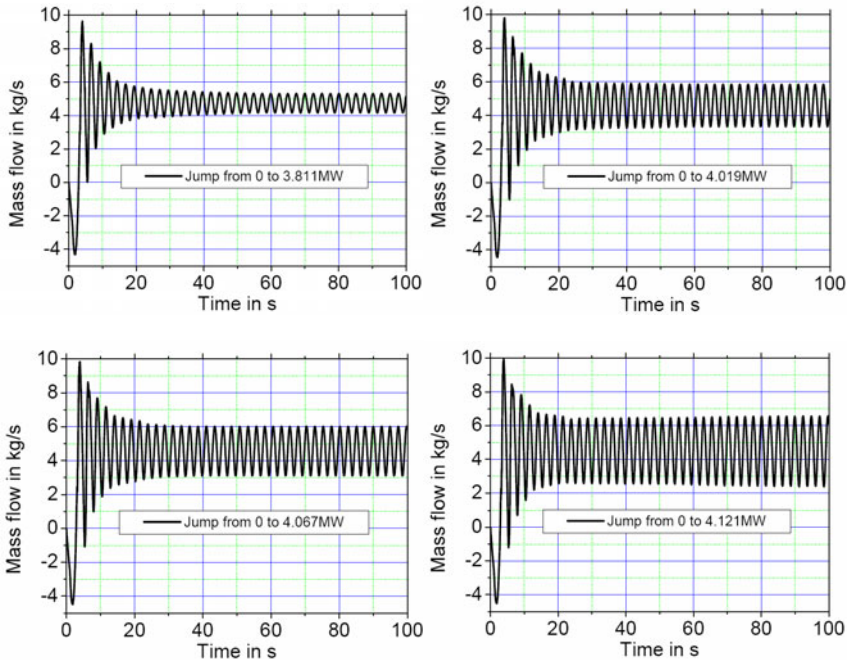 10
8
6
4
2
0
-2
-4
Mass flow in kg/s
Jump from 0 to 3.811MW
0 20 40 60 80 100
Time in s
10
8
6
4
2
0
-2
-4
Mass flow in kg/s
Jump from 0 to 4.019MW
0 20 40 60 80 100
Time in s
10
8
6
4
2
0
-2
-4
Mass flow in kg/s
Jump from 0 to 4.067MW
0 20 40 60 80 100
Time in s
10
8
6
4
2
0
-2
-4
Mass flow in kg/s
Jump from 0 to 4.121MW
0 20 40 60 80 100
Time in s